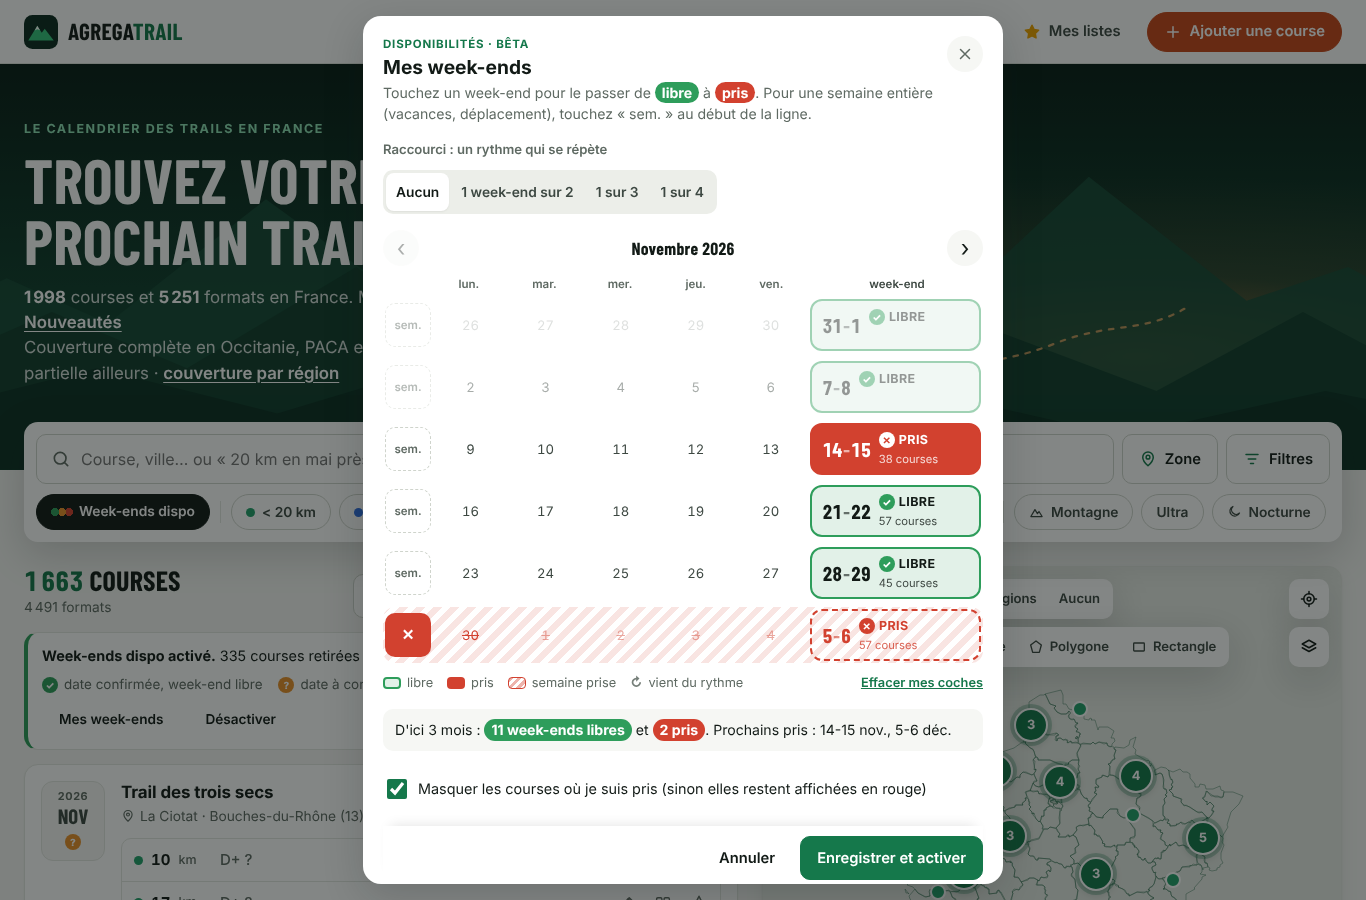 AGREGATRAIL
Mes listes
Ajouter une course
LE CALENDRIER DES TRAILS EN FRANCE
TROUVEZ VOTR
PROCHAIN TRAI
1 998 courses et 5 251 formats en France.
Nouveautés
Couverture complète en Occitanie, PACA e
partielle ailleurs · couverture par région
Course, ville... ou « 20 km en mai prè
Zone
Filtres
Week-ends dispo
< 20 km
Montagne
Ultra
Nocturne
1 663 COURSES
4 491 formats
Week-ends dispo activé. 335 courses retirées
date confirmée, week-end libre
? date à con
Mes week-ends
Désactiver
2026
NOV
?
Trail des trois secs
La Ciotat · Bouches-du-Rhône (13)
10 km D+ ?
gions
Aucun
Polygone
Rectangle
3
4
4
3
5
3
DISPONIBILITÉS · BÊTA
Mes week-ends
Touchez un week-end pour le passer de libre à pris. Pour une semaine entière
(vacances, déplacement), touchez « sem. » au début de la ligne.
Raccourci : un rythme qui se répète
Aucun
1 week-end sur 2
1 sur 3
1 sur 4
Novembre 2026
lun. mar. mer. jeu. ven. week-end
sem. 26 27 28 29 30 31-1 LIBRE
sem. 2 3 4 5 6 7-8 LIBRE
sem. 9 10 11 12 13 14-15 PRIS
38 courses
sem. 16 17 18 19 20 21-22 LIBRE
57 courses
sem. 23 24 25 26 27 28-29 LIBRE
45 courses
30 1 2 3 4 5-6 PRIS
57 courses
libre
pris
semaine prise
vient du rythme
Effacer mes coches
D'ici 3 mois : 11 week-ends libres et 2 pris. Prochains pris : 14-15 nov., 5-6 déc.
Masquer les courses où je suis pris (sinon elles restent affichées en rouge)
Annuler
Enregistrer et activer